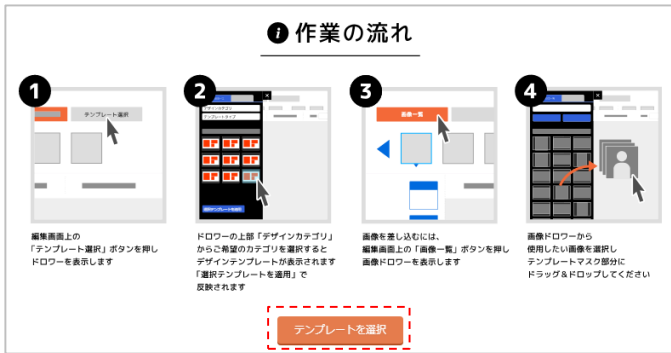 i 作業の流れ
1
テンプレート選択
編集画面上の
「テンプレート選択」ボタンを押し
ドロワーを表示します
2
デザインカテゴリ
テンプレートタイプ
選択テンプレートを適用
ドロワーの上部「デザインカテゴリ」
からご希望のカテゴリを選択すると
デザインテンプレートが表示されます
「選択テンプレートを適用」で
反映されます
3
画像一覧
画像を差し込むには、
編集画面上の「画像一覧」ボタンを押し
画像ドロワーを表示します
4
画像ドロワーから
使用したい画像を選択し
テンプレートマスク部分に
ドラッグ＆ドロップしてください
テンプレートを選択